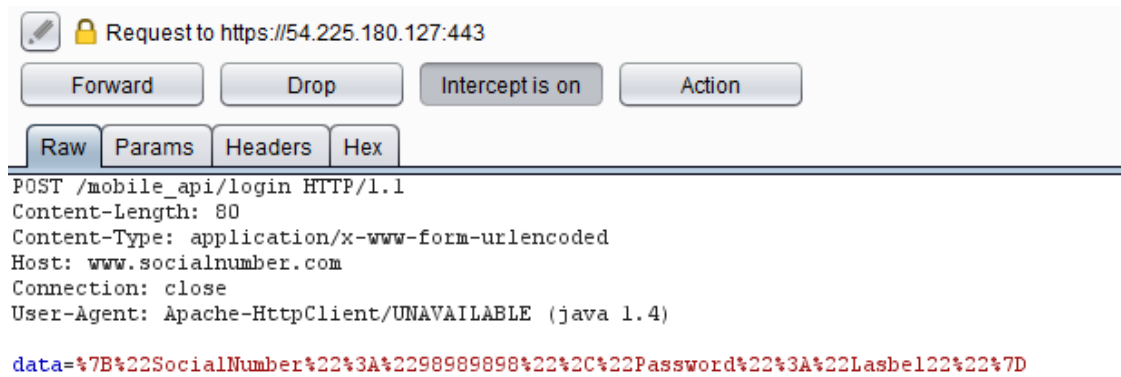 Request to https://54.225.180.127:443
Forward Drop Intercept is on Action
Raw Params Headers Hex
POST /mobile_api/login HTTP/1.1
Content-Length: 80
Content-Type: application/x-www-form-urlencoded
Host: www.socialnumber.com
Connection: close
User-Agent: Apache-HttpClient/UNAVAILABLE (java 1.4)
data=%7B%22SocialNumber%22%3A%2298989898%22%2C%22Password%22%3A%22Lasbel22%22%7D